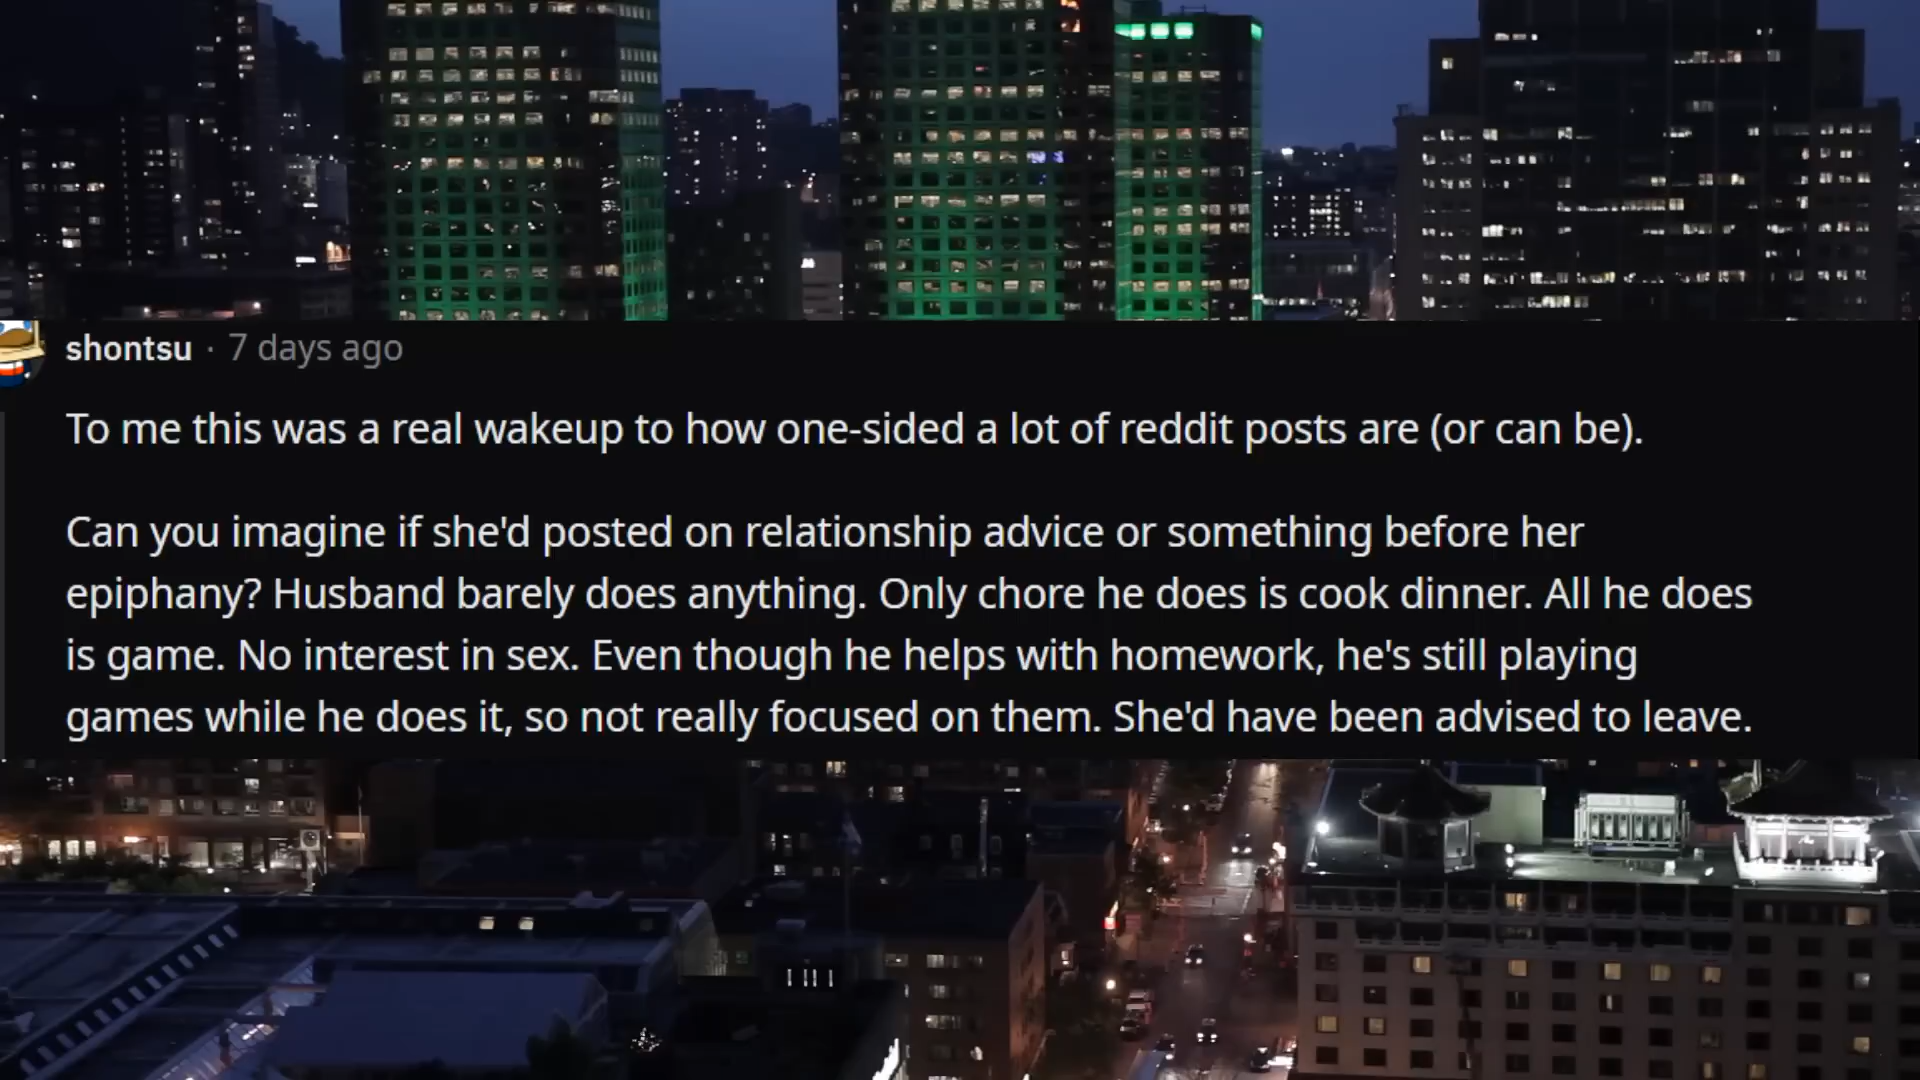 shontsu · 7 days ago
To me this was a real wakeup to how one-sided a lot of reddit posts are (or can be).
Can you imagine if she'd posted on relationship advice or something before her
epiphany? Husband barely does anything. Only chore he does is cook dinner. All he does
is game. No interest in sex. Even though he helps with homework, he's still playing
games while he does it, so not really focused on them. She'd have been advised to leave.